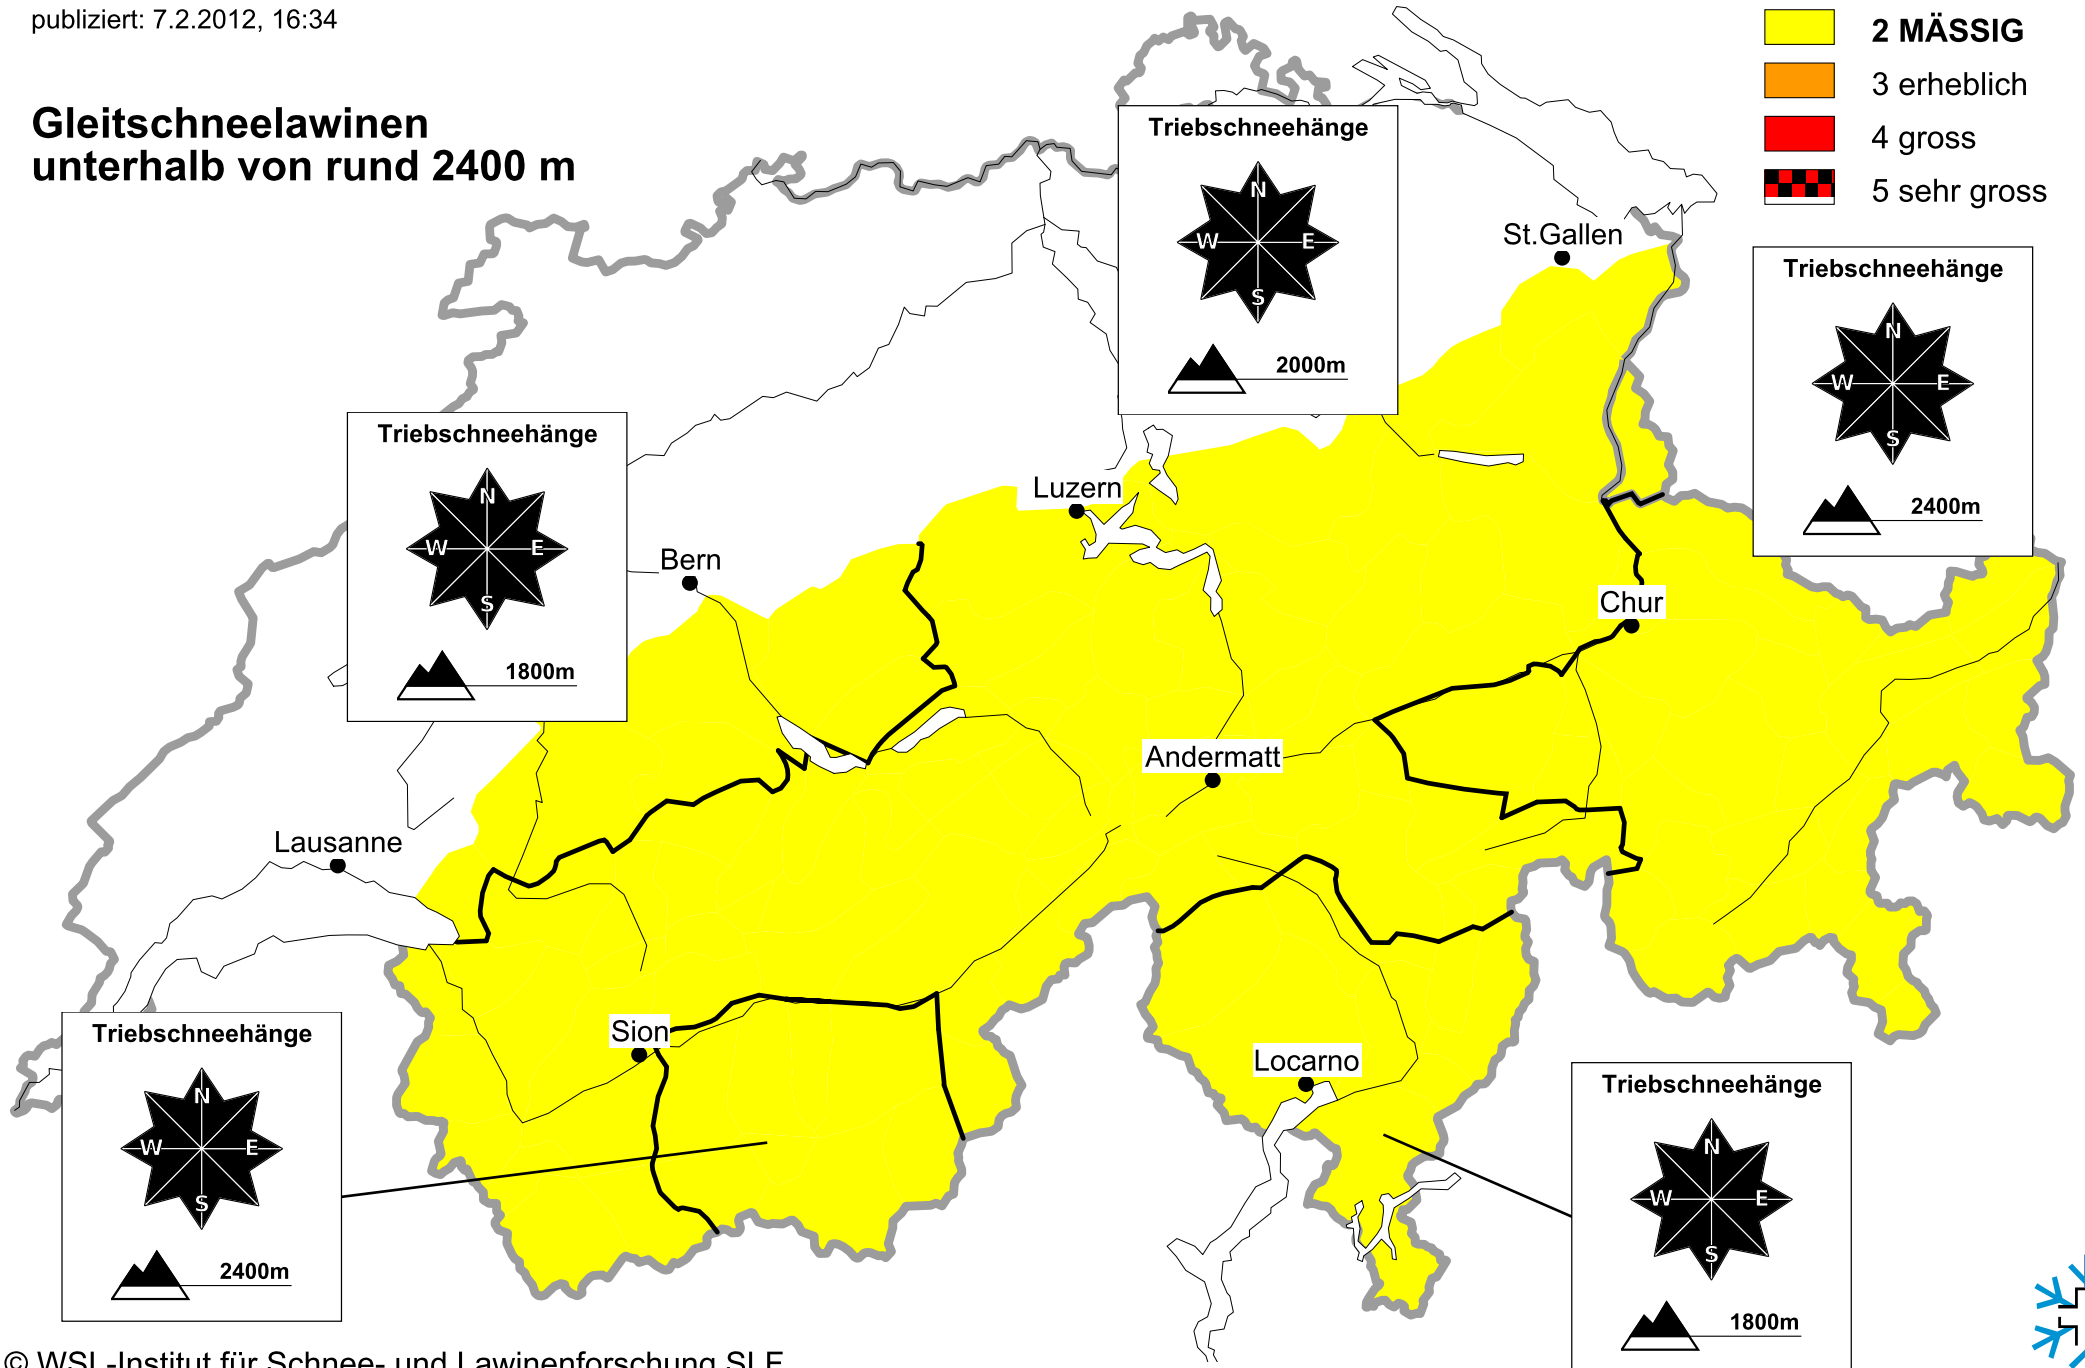 publiziert: 7.2.2012, 16:34
2 MÄSSIG
3 erheblich
4 gross
5 sehr gross
Gleitschneelawinen
unterhalb von rund 2400 m
Triebschneehänge
N
W E
S
2000m
St.Gallen
Triebschneehänge
N
W E
S
2400m
Triebschneehänge
N
W E
S
1800m
Luzern
Bern
Chur
Andermatt
Lausanne
Sion
Locarno
Triebschneehänge
N
W E
S
2400m
Triebschneehänge
N
W E
S
1800m
© WSL-Institut für Schnee- und Lawinenforschung SLF